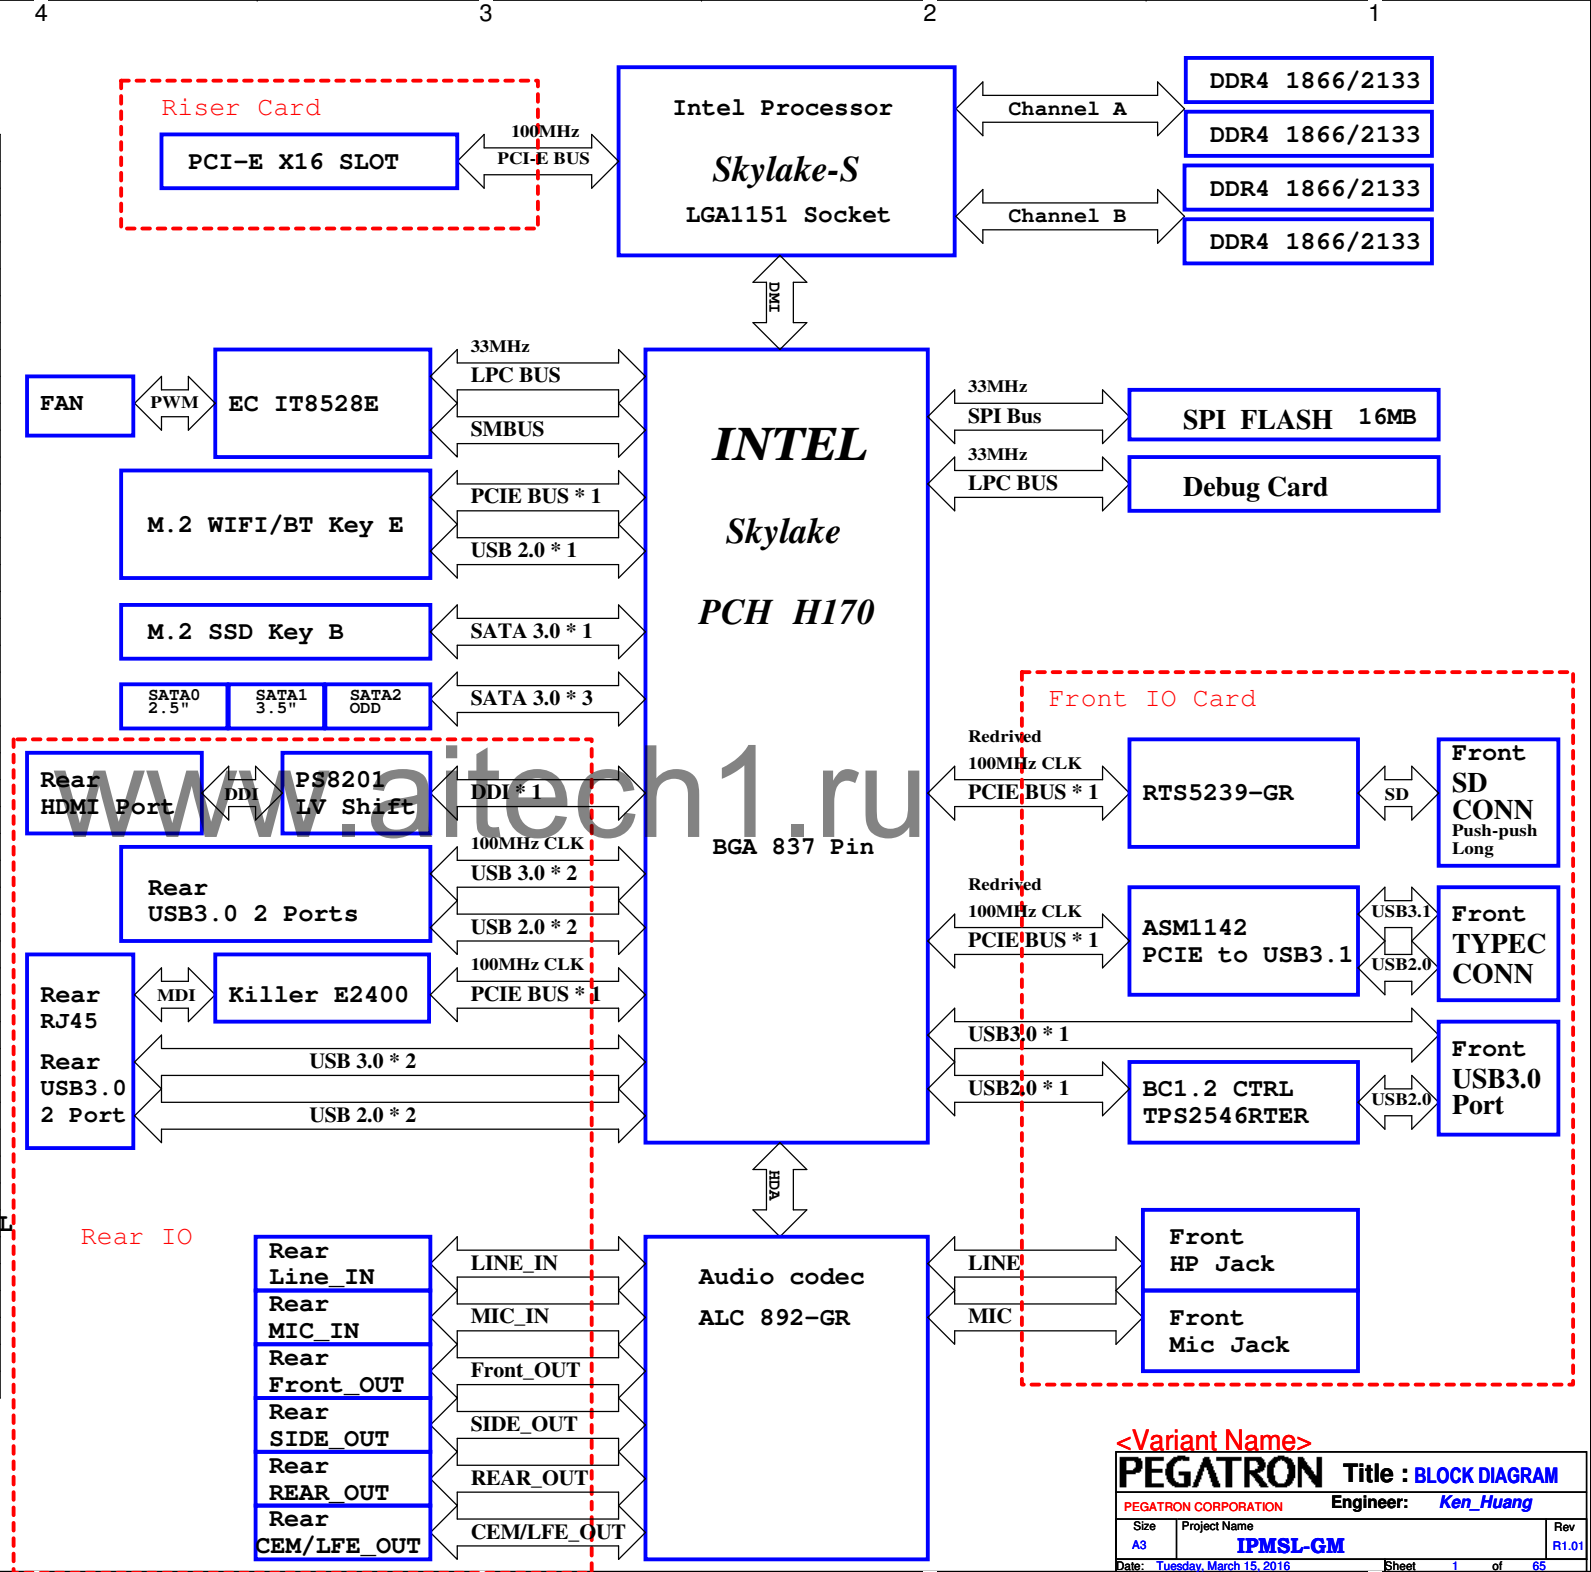 4 3 2 1
Riser Card
PCI-E X16 SLOT
100MHz
PCI-E BUS
Intel Processor
Skylake-S
LGA1151 Socket
Channel A
Channel B
DDR4 1866/2133
DDR4 1866/2133
DDR4 1866/2133
DDR4 1866/2133
DMI
FAN
PWM
EC IT8528E
33MHz
LPC BUS
SMBUS
M.2 WIFI/BT Key E
PCIE BUS * 1
USB 2.0 * 1
M.2 SSD Key B
SATA 3.0 * 1
SATA0
2.5"
SATA1
3.5"
SATA2
ODD
SATA 3.0 * 3
INTEL
Skylake
PCH H170
BGA 837 Pin
33MHz
SPI Bus
SPI FLASH 16MB
33MHz
LPC BUS
Debug Card
www.aitech1.ru
Rear
HDMI Port
DDI
PS8201
LV Shift
DDI * 1
Rear
USB3.0 2 Ports
100MHz CLK
USB 3.0 * 2
USB 2.0 * 2
Rear
RJ45
Rear
USB3.0
2 Port
MDI
Killer E2400
100MHz CLK
PCIE BUS * 1
USB 3.0 * 2
USB 2.0 * 2
Rear IO
L
Front IO Card
Redrived
100MHz CLK
PCIE BUS * 1
RTS5239-GR
SD
Front
SD
CONN
Push-push
Long
Redrived
100MHz CLK
PCIE BUS * 1
ASM1142
PCIE to USB3.1
USB3.1
USB2.0
Front
TYPEC
CONN
USB3.0 * 1
USB2.0 * 1
BC1.2 CTRL
TPS2546RTER
USB2.0
Front
USB3.0
Port
HDA
Rear
Line_IN
LINE_IN
Rear
MIC_IN
MIC_IN
Rear
Front_OUT
Front_OUT
Rear
SIDE_OUT
SIDE_OUT
Rear
REAR_OUT
REAR_OUT
Rear
CEM/LFE_OUT
CEM/LFE_OUT
Audio codec
ALC 892-GR
LINE
MIC
Front
HP Jack
Front
Mic Jack
<Variant Name>
PEGATRON Title : BLOCK DIAGRAM
PEGATRON CORPORATION Engineer: Ken_Huang
Size Project Name Rev
A3 IPMSL-GM R1.01
Date: Tuesday, March 15, 2016 Sheet 1 of 65